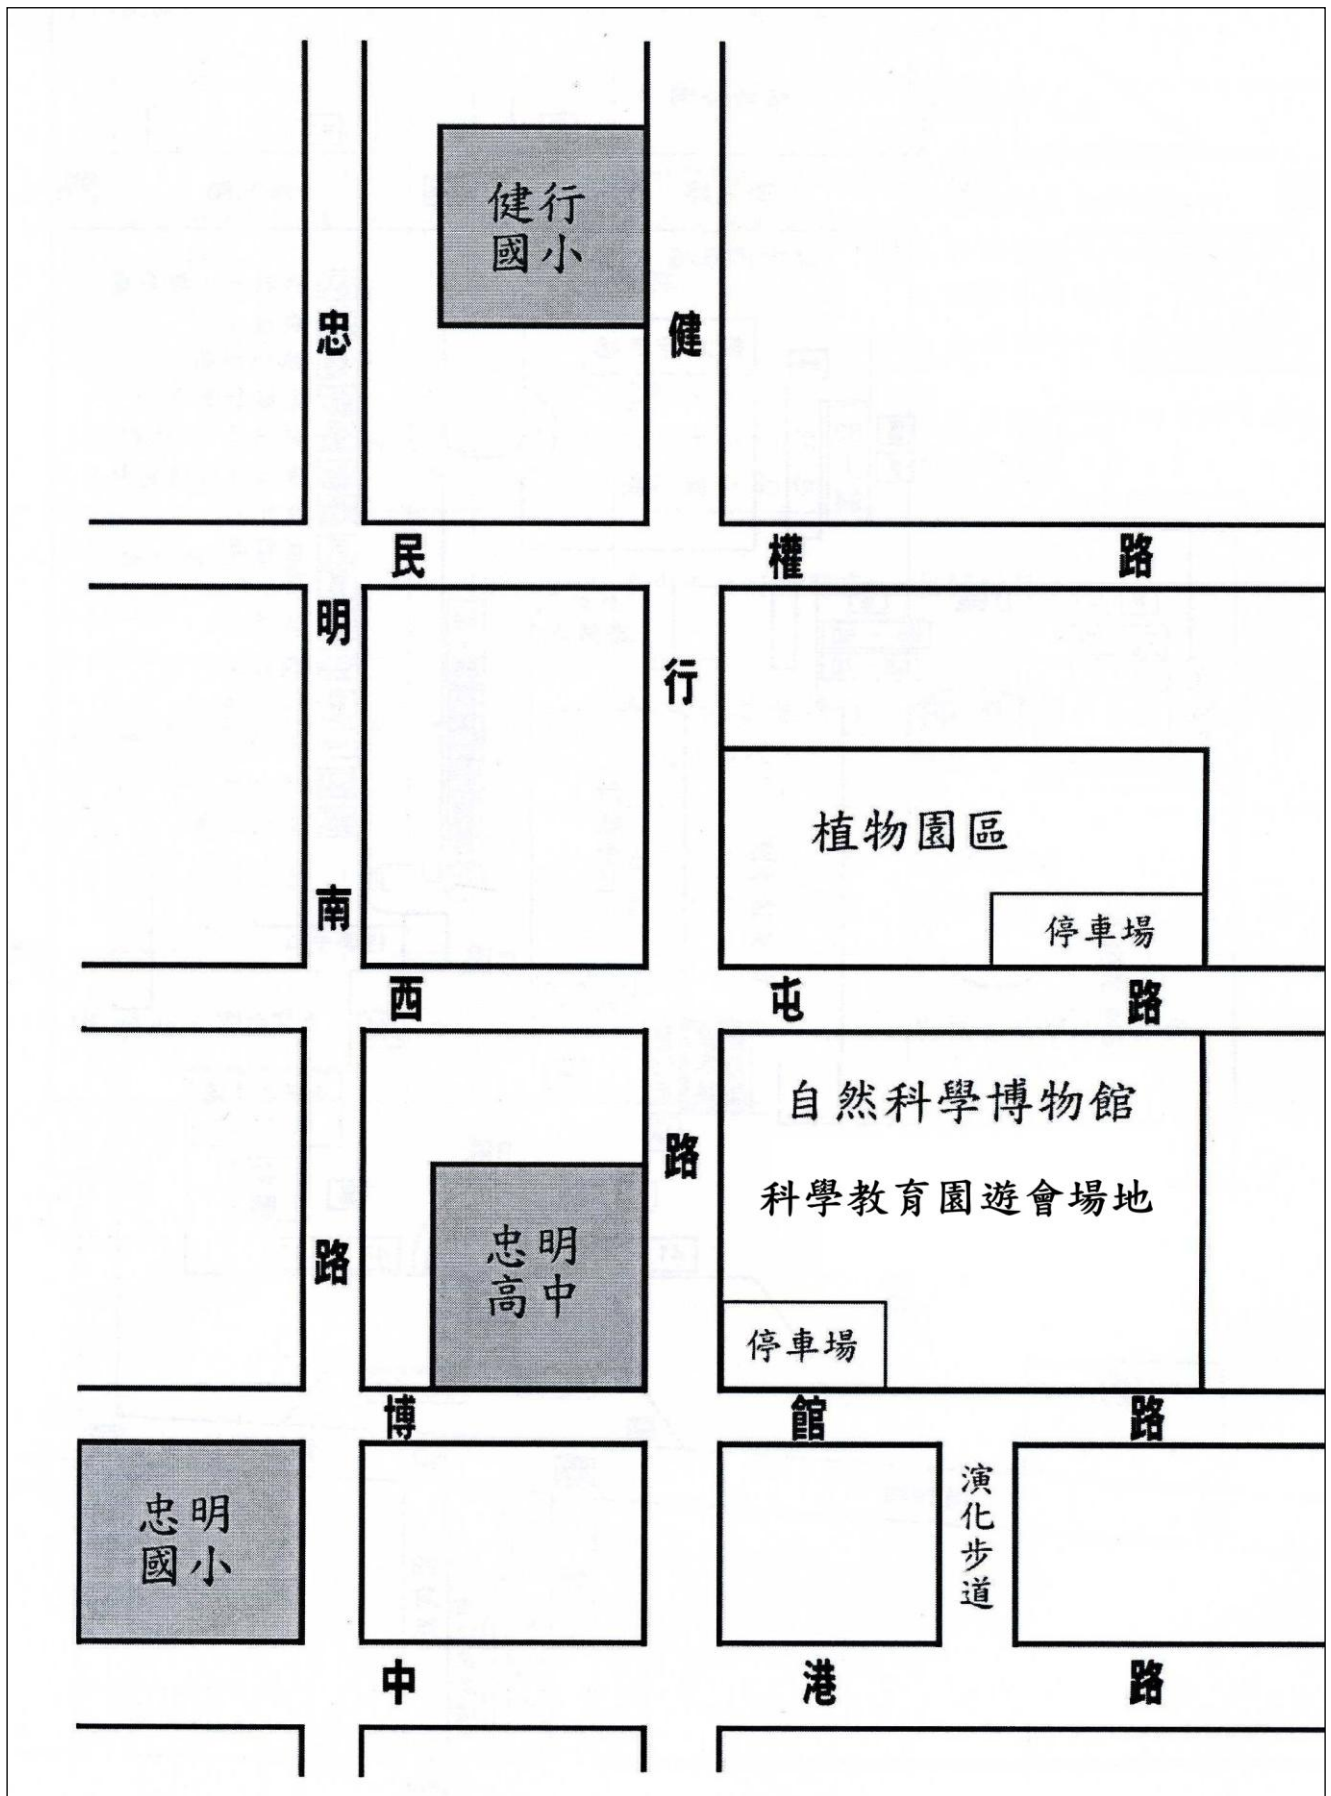 健行
國小
忠明南路
健行路
民權路
植物園區
停車場
西屯路
自然科學博物館
科學教育園遊會場地
忠明
高中
停車場
博館路
忠明
國小
演化步道
中港路